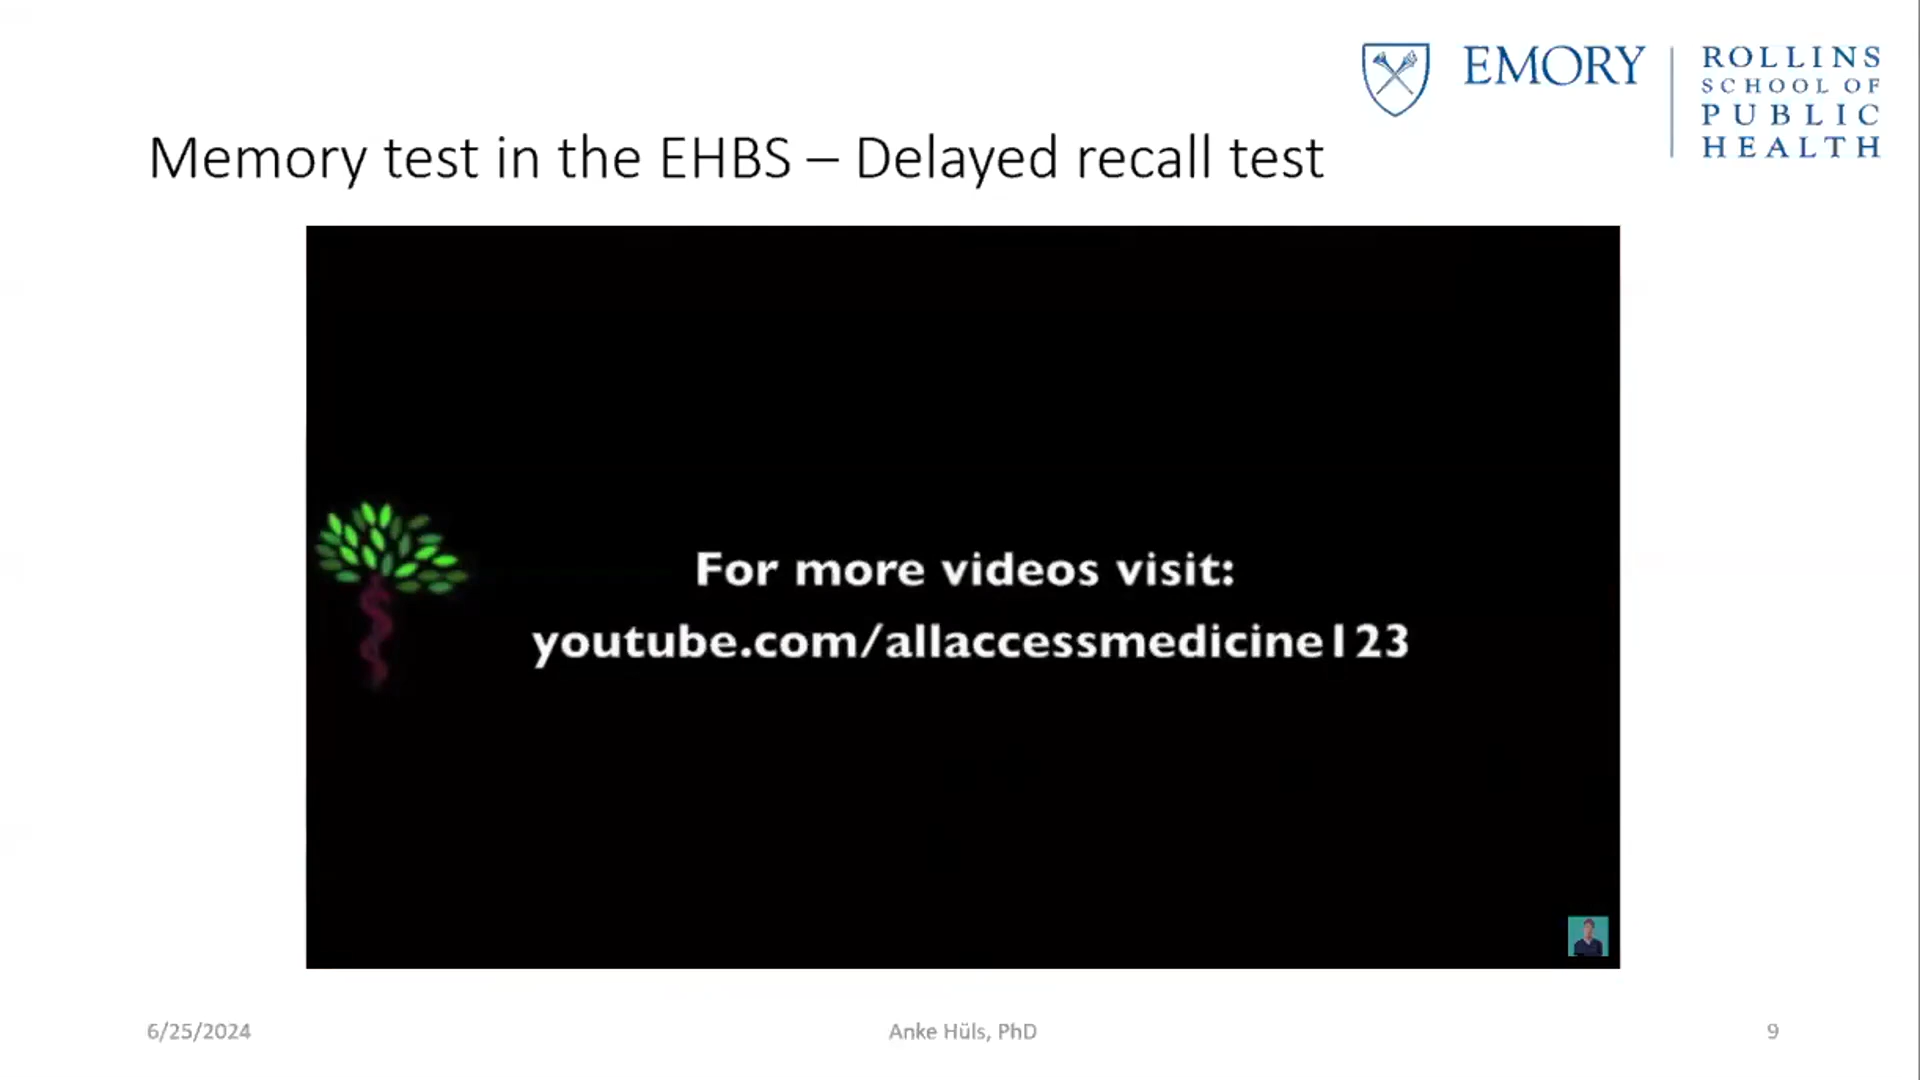 EMORY
ROLLINS
SCHOOL OF
PUBLIC
HEALTH
Memory test in the EHBS – Delayed recall test
For more videos visit:
youtube.com/allaccessmedicine123
6/25/2024
Anke Hüls, PhD
9